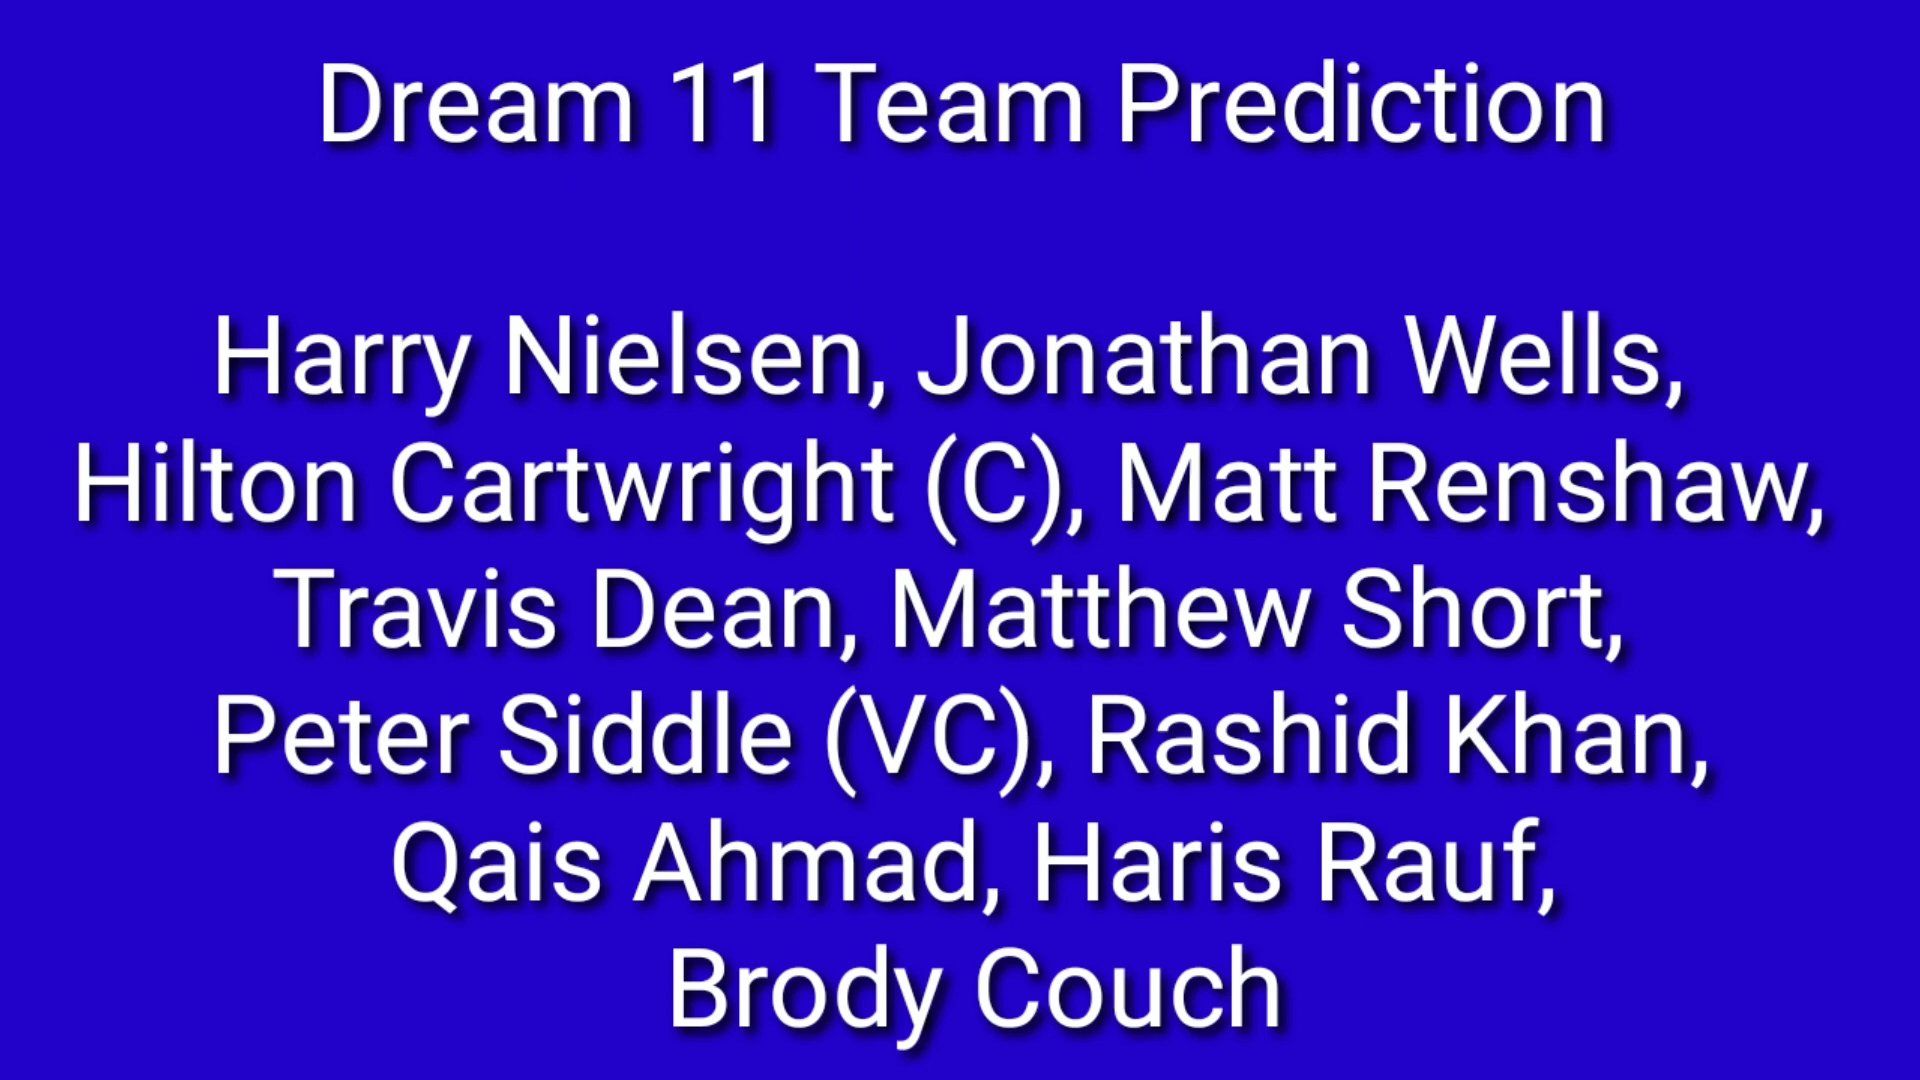 Dream 11 Team Prediction
Harry Nielsen, Jonathan Wells,
Hilton Cartwright (C), Matt Renshaw,
Travis Dean, Matthew Short,
Peter Siddle (VC), Rashid Khan,
Qais Ahmad, Haris Rauf,
Brody Couch